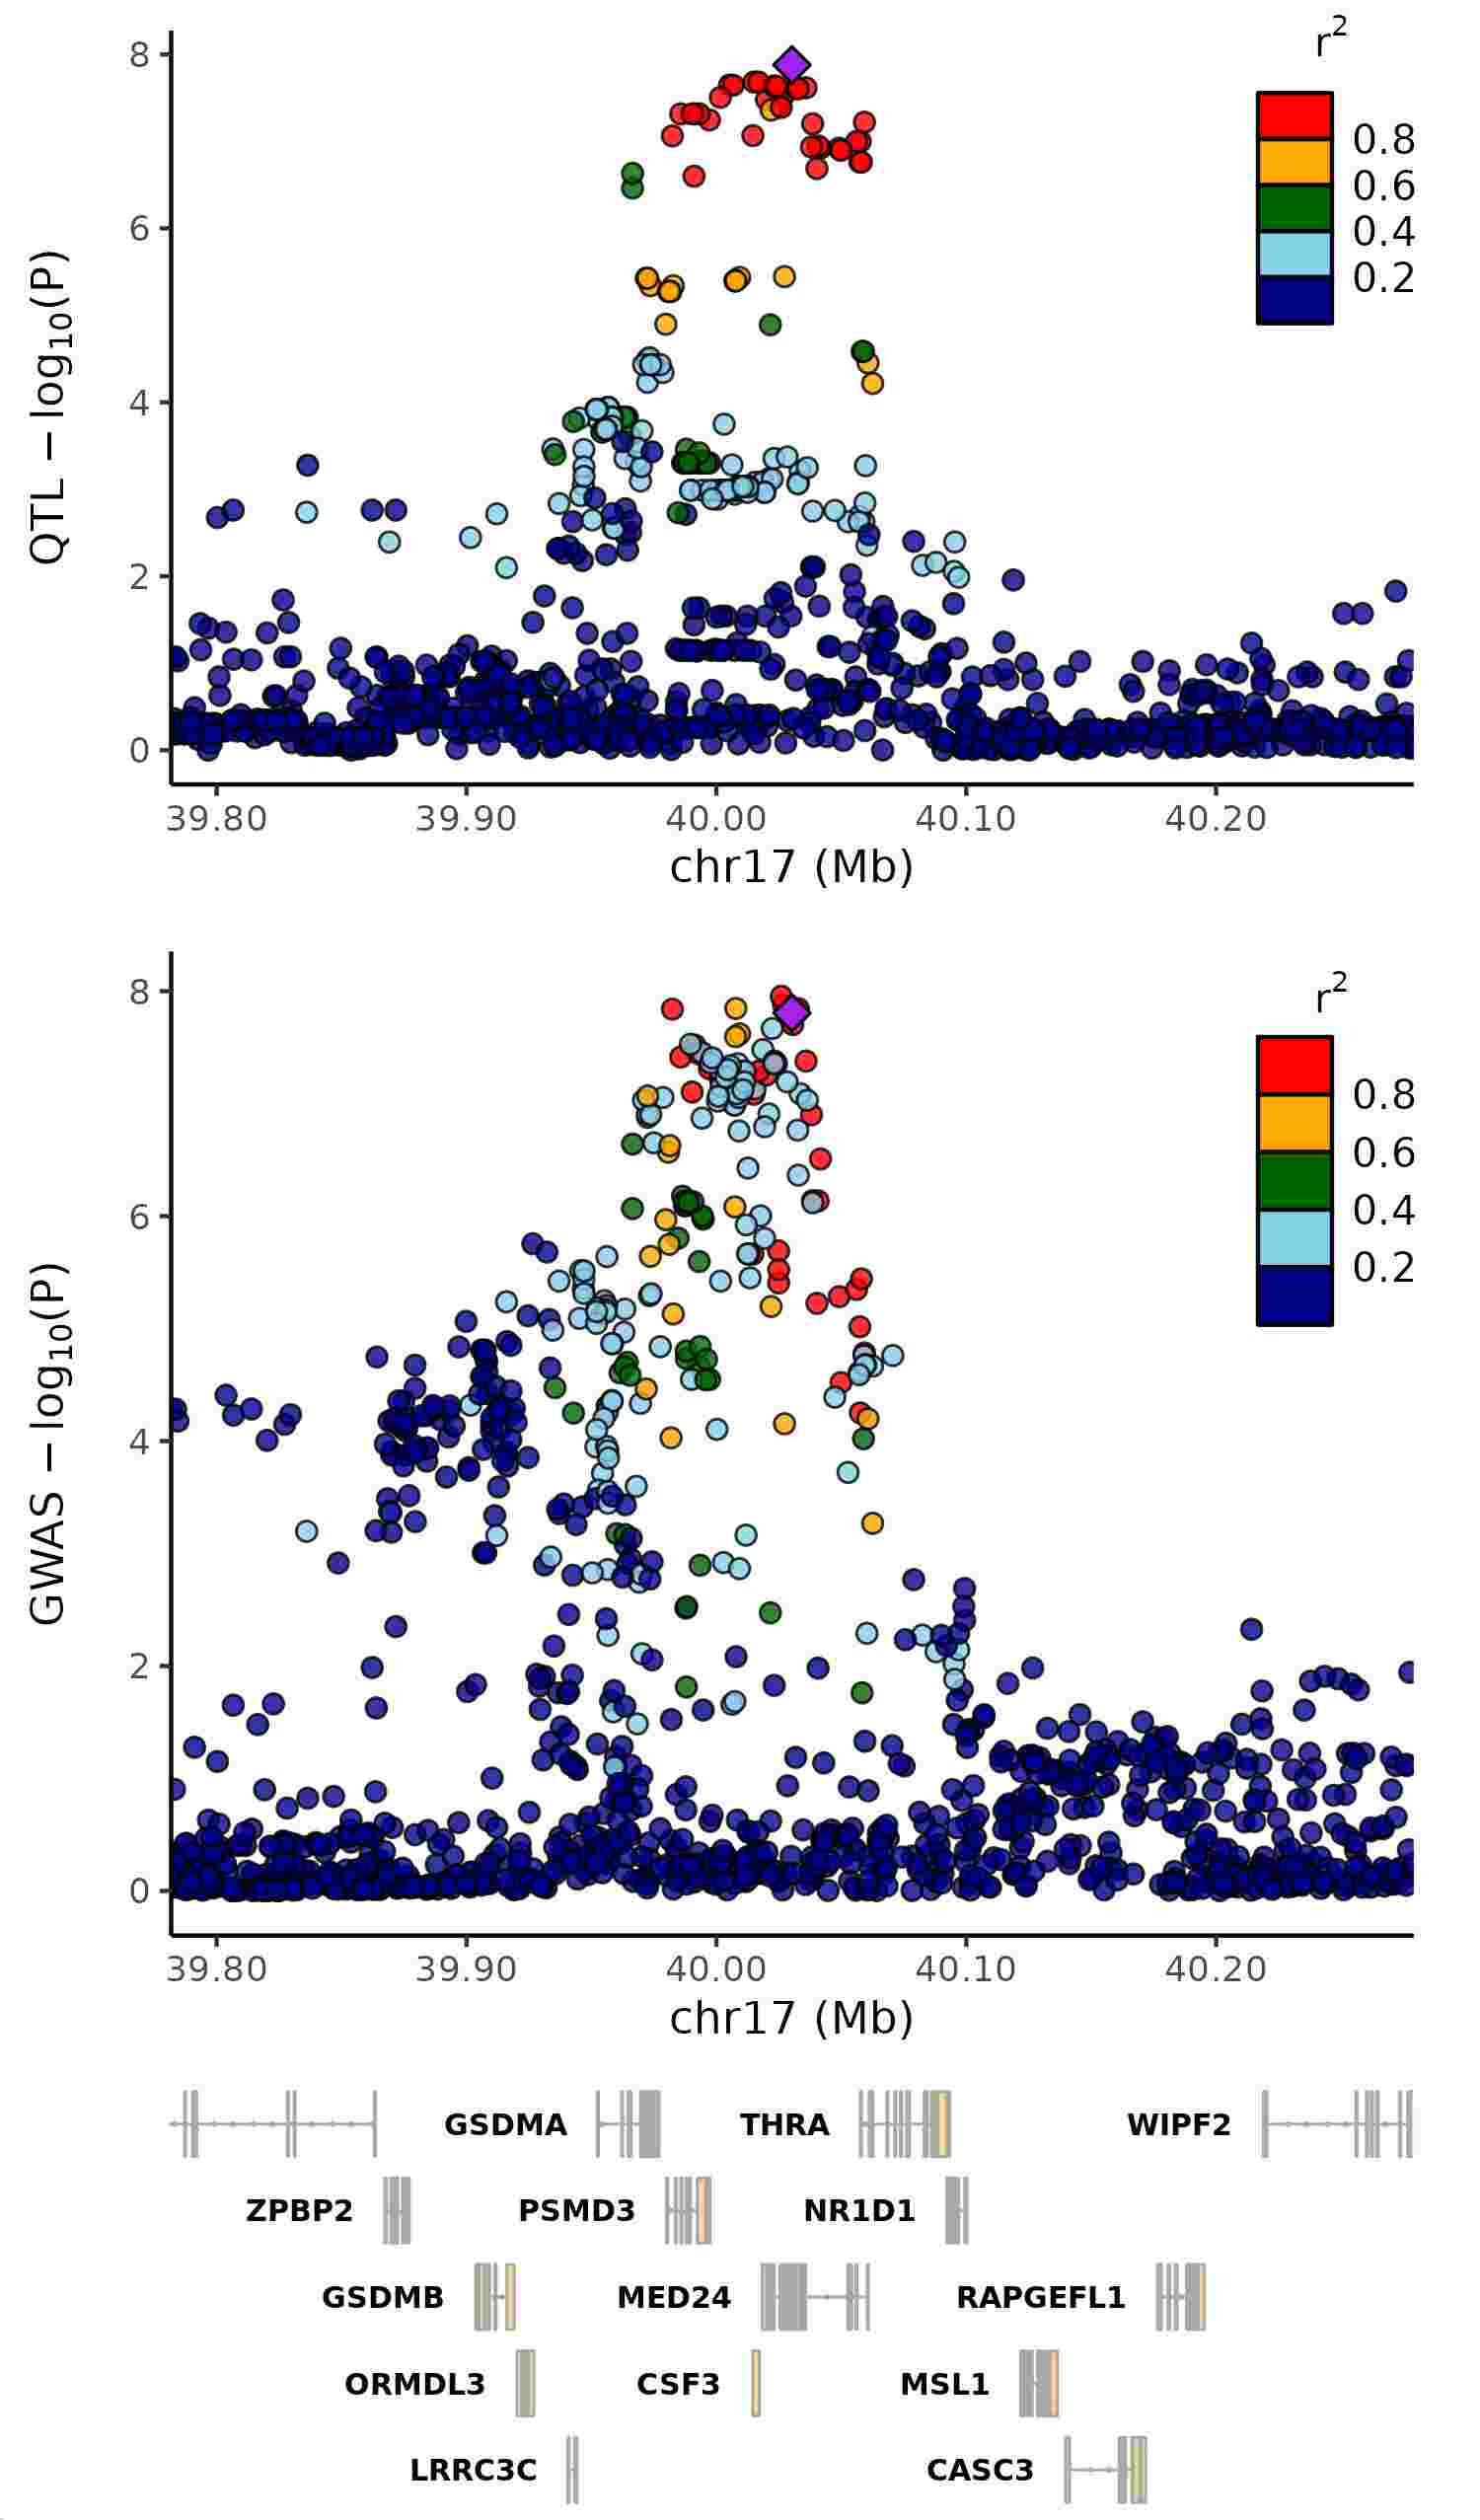 r2
8
6
4
2
0
0.8
0.6
0.4
0.2
QTL − log10(P)
39.80 39.90 40.00 40.10 40.20
chr17 (Mb)
r2
8
6
4
2
0
0.8
0.6
0.4
0.2
GWAS − log10(P)
39.80 39.90 40.00 40.10 40.20
chr17 (Mb)
GSDMA THRA WIPF2
ZPBP2 PSMD3 NR1D1
GSDMB MED24 RAPGEFL1
ORMDL3 CSF3 MSL1
LRRC3C CASC3